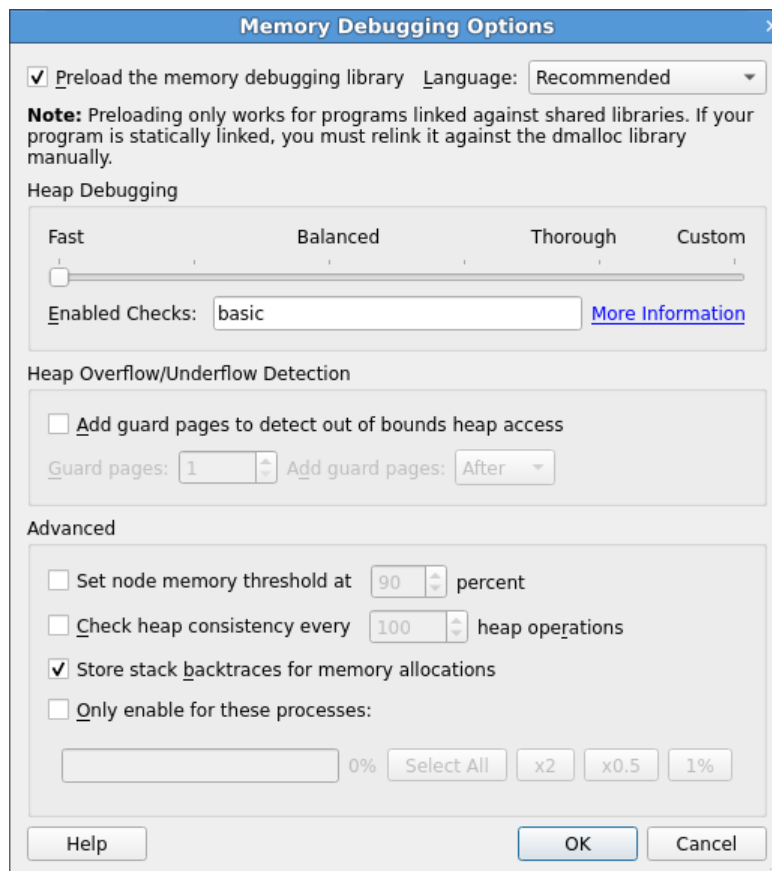 Memory Debugging Options
Preload the memory debugging library Language: Recommended
Note: Preloading only works for programs linked against shared libraries. If your
program is statically linked, you must relink it against the dmalloc library
manually.
Heap Debugging
Fast Balanced Thorough Custom
Enabled Checks: basic More Information
Heap Overflow/Underflow Detection
Add guard pages to detect out of bounds heap access
Guard pages: 1 Add guard pages: After
Advanced
Set node memory threshold at 90 percent
Check heap consistency every 100 heap operations
Store stack backtraces for memory allocations
Only enable for these processes:
0% Select All x2 x0.5 1%
Help OK Cancel